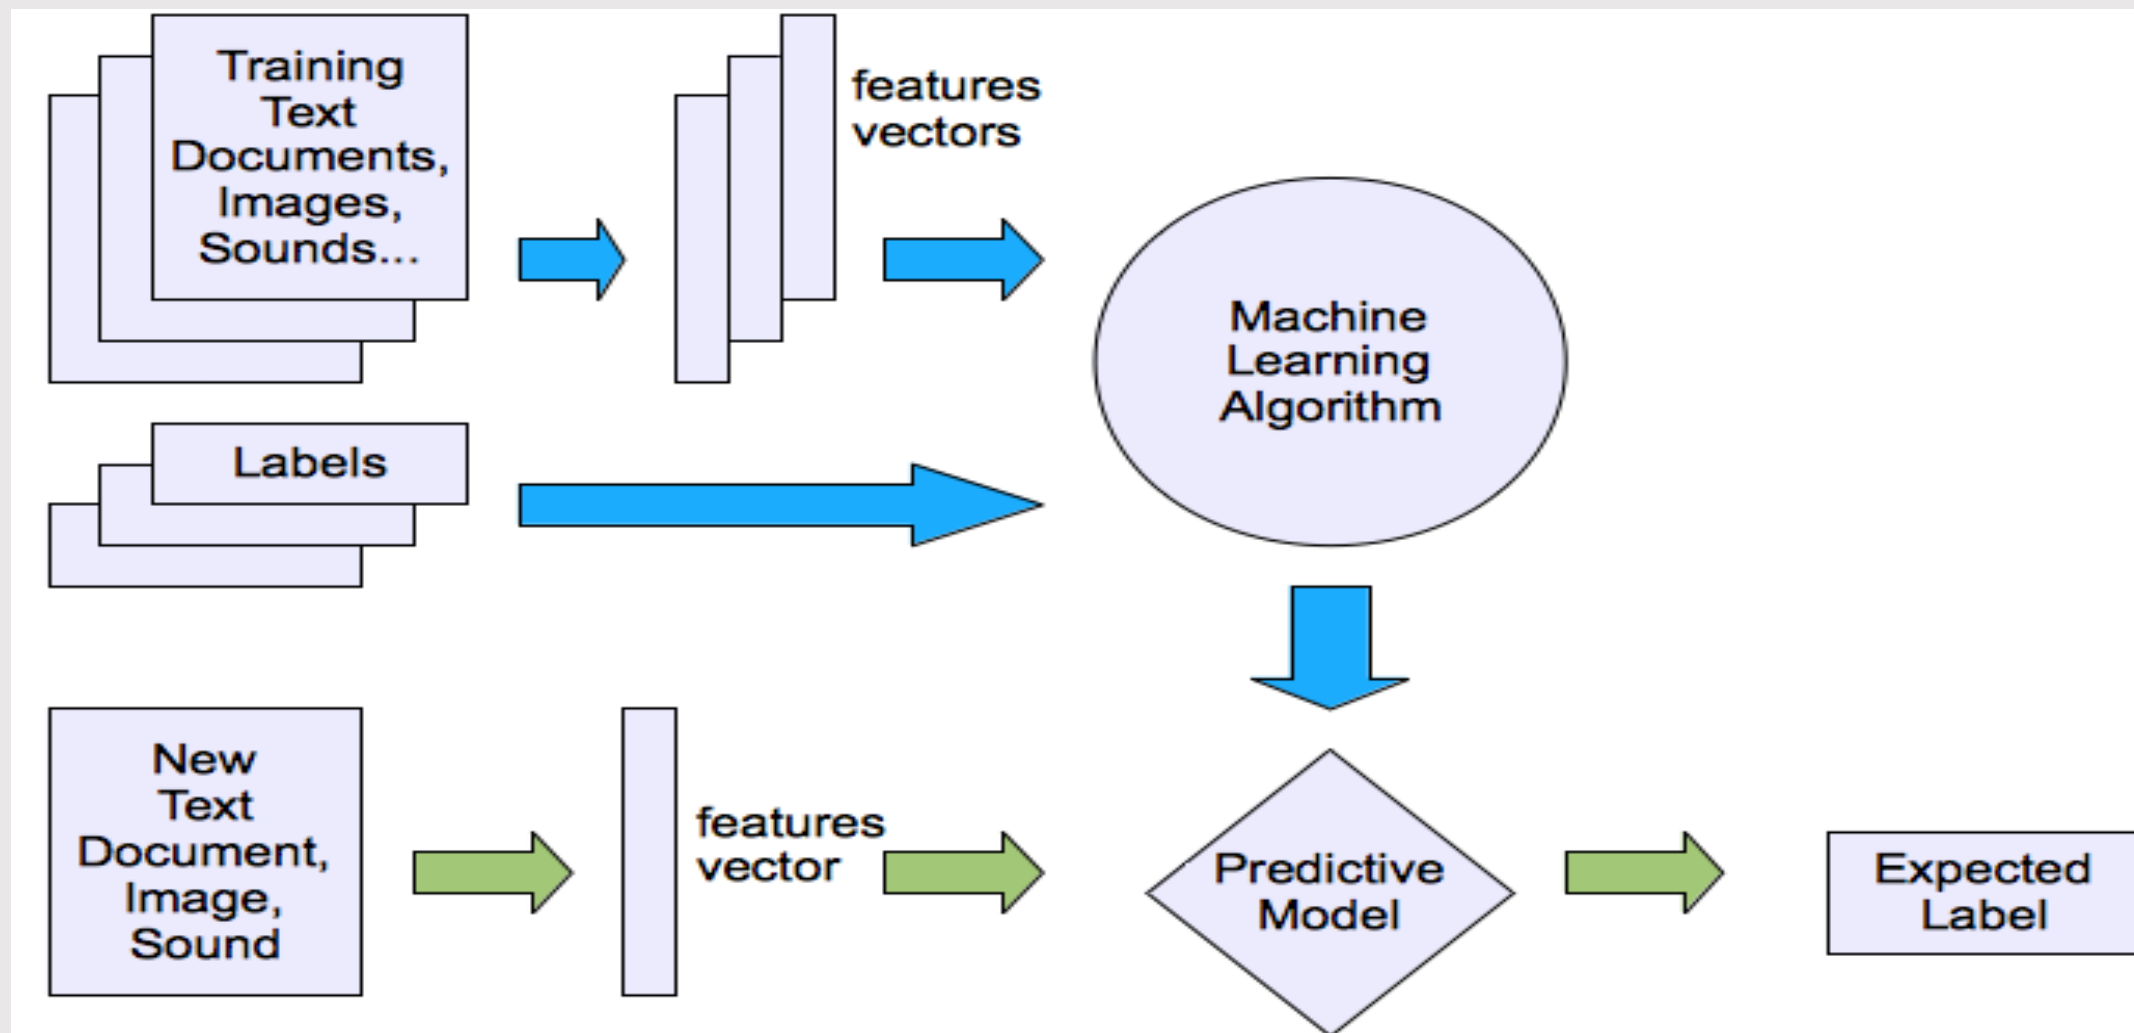 Training
Text
Documents,
Images,
Sounds...
features
vectors
Machine
Learning
Algorithm
Labels
New
Text
Document,
Image,
Sound
features
vector
Predictive
Model
Expected
Label